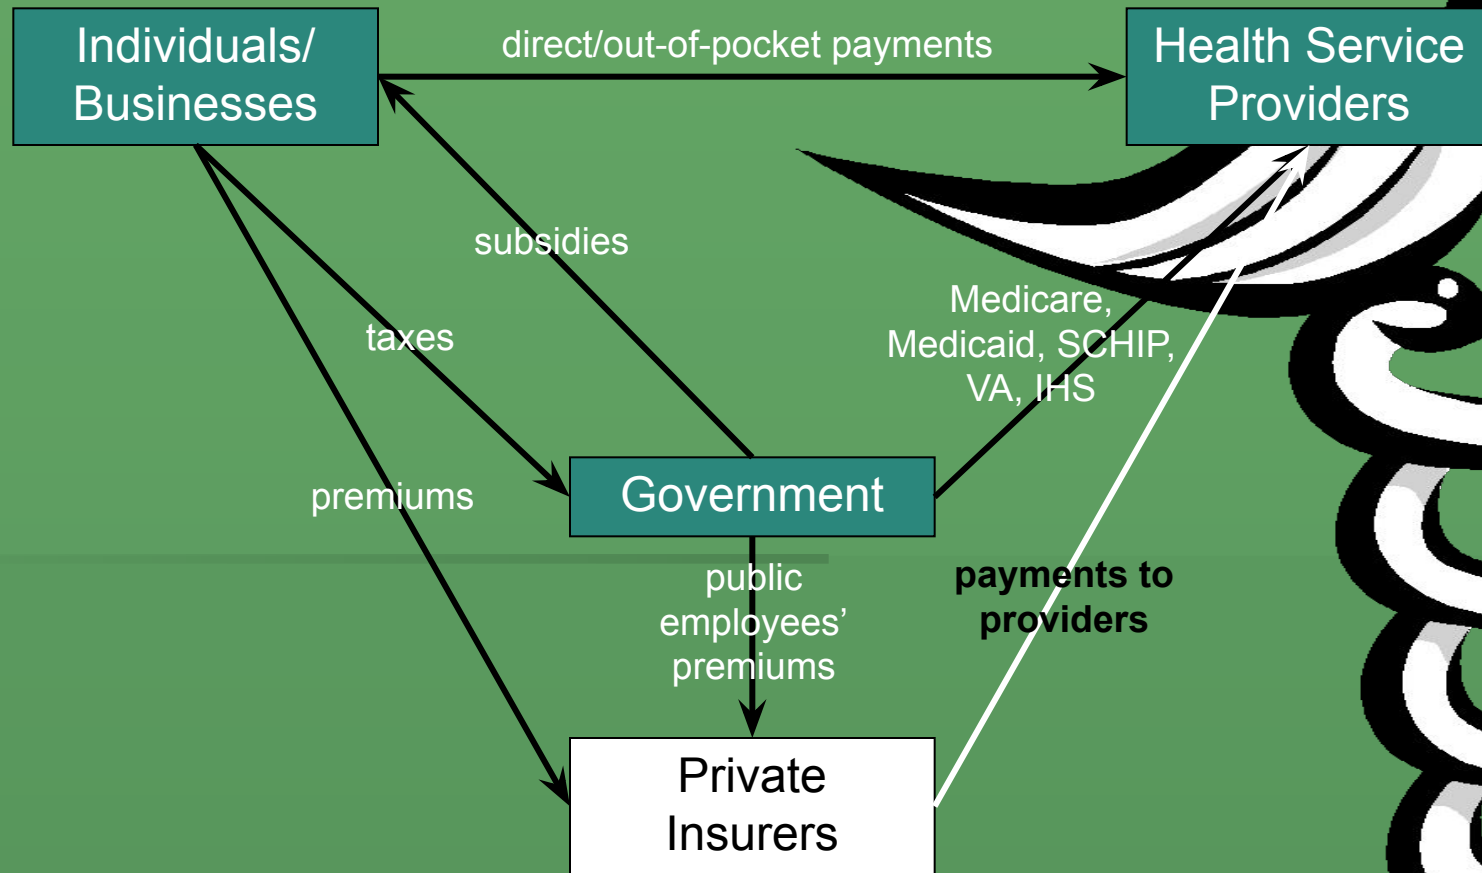 Individuals/
Businesses
direct/out-of-pocket payments
Health Service
Providers
subsidies
taxes
Medicare,
Medicaid, SCHIP,
VA, IHS
premiums
Government
public
employees’
premiums
payments to
providers
Private
Insurers